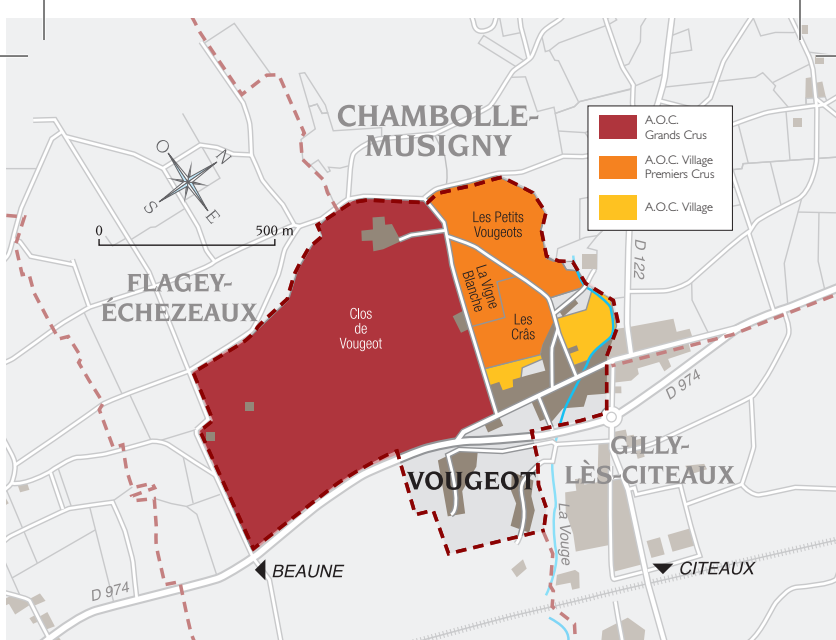 CHAMBOLLE-
MUSIGNY
A.O.C.
Grands Crus
A.O.C. Village
Premiers Crus
A.O.C. Village
O
N
S
E
0
500 m
Les Petits
Vougeots
D 122
FLAGEY-
ÉCHEZEAUX
La Vigne
Blanche
Clos
de
Vougeot
Les
Crâs
D 974
GILLY-
LÈS-CITEAUX
VOUGEOT
La Vouge
BEAUNE
CITEAUX
D 974